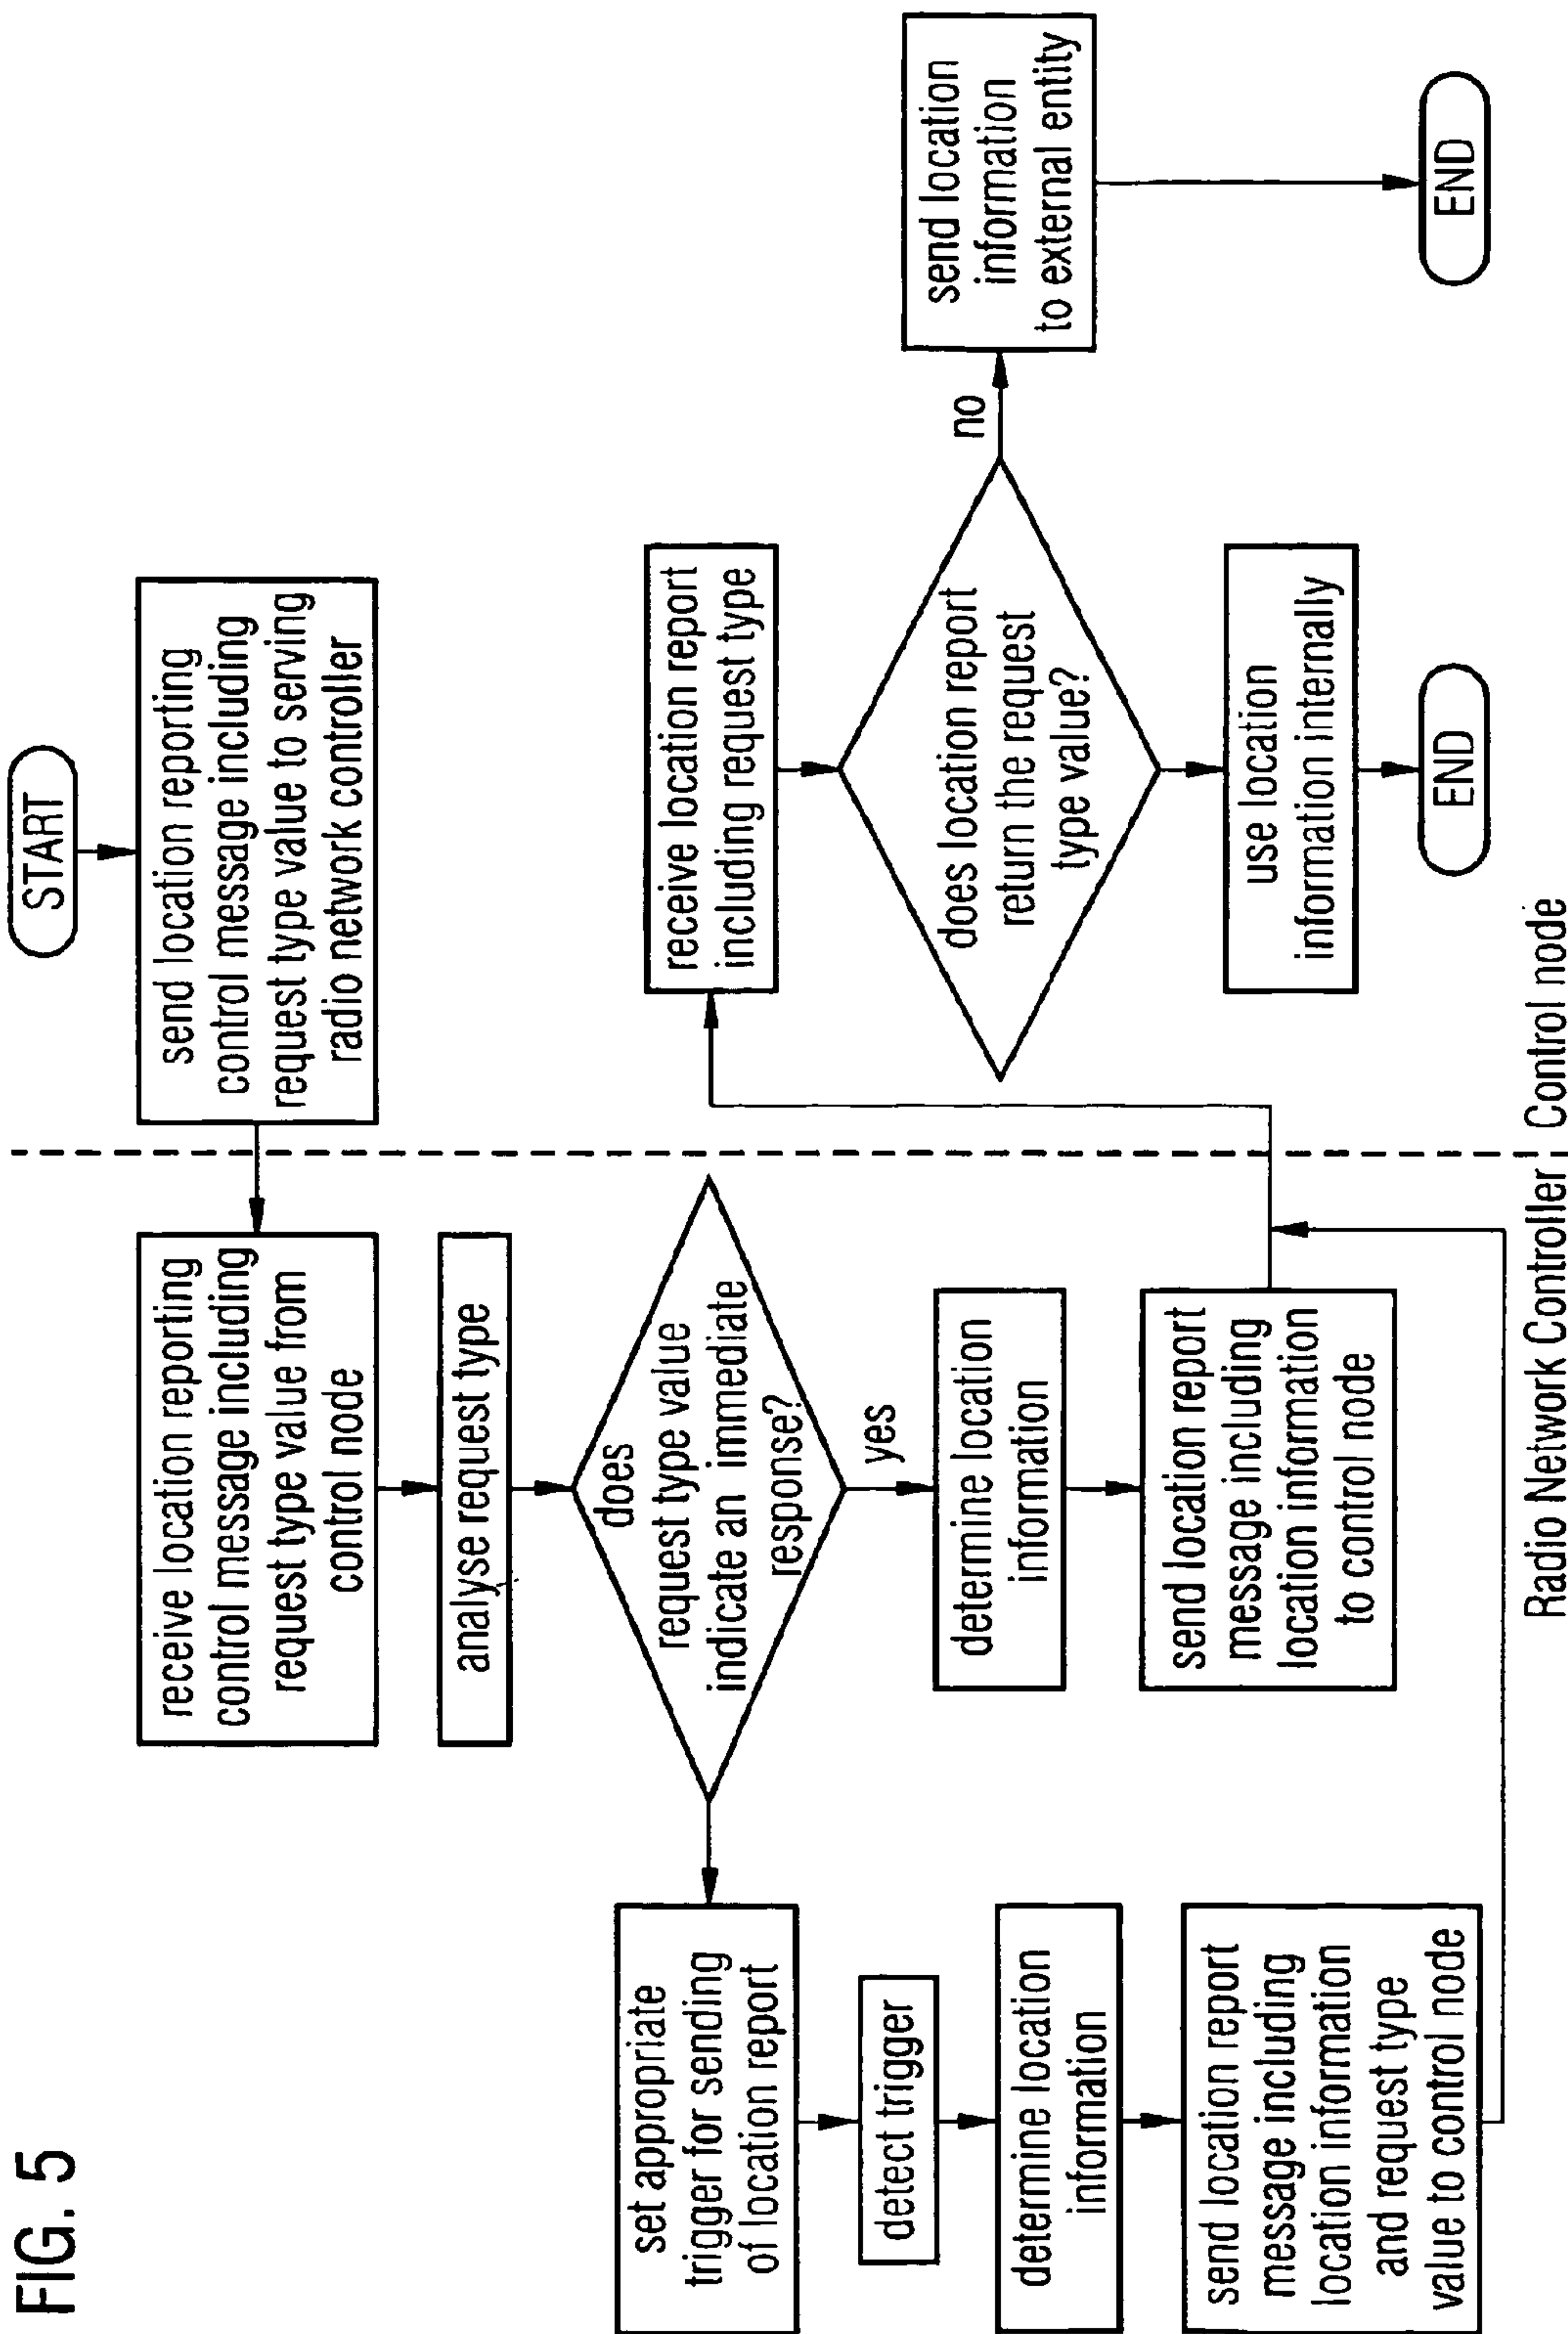 FIG. 5
START
send location reporting
control message including
request type value to serving
radio network controller
receive location reporting
control message including
request type value from
control node
analyse request type
does
request type value
indicate an immediate
response?
yes
determine location
information
send location report
message including
location information
to control node
set appropriate
trigger for sending
of location report
detect trigger
determine location
information
send location report
message including
location information
and request type
value to control node
receive location report
including request type
does location report
return the request
type value?
no
send location
information
to external entity
END
use location
information internally
END
Radio Network Controller
Control node